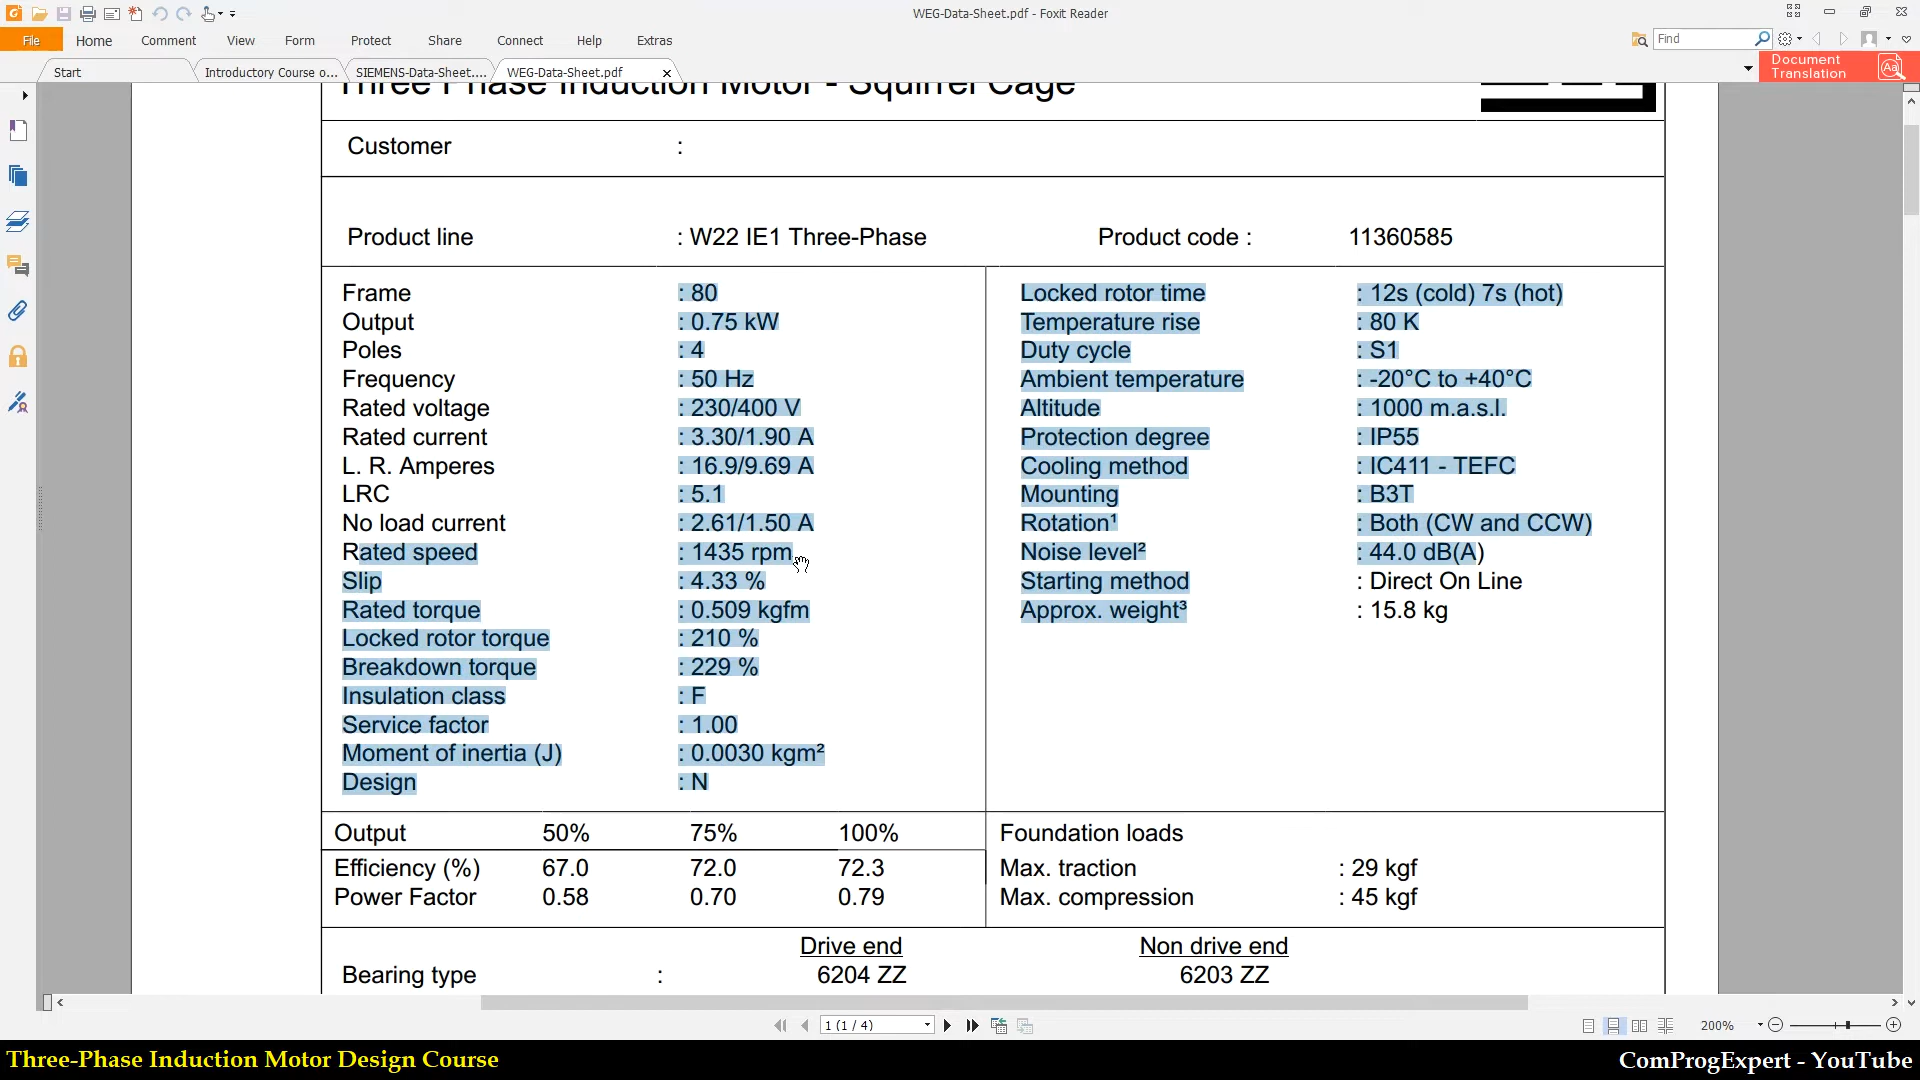 WEG-Data-Sheet.pdf - Foxit Reader
File Home Comment View Form Protect Share Connect Help Extras
Find
Start Introductory Course o... SIEMENS-Data-Sheet.... WEG-Data-Sheet.pdf
Document
Translation
Three Phase Induction Motor - Squirrel Cage
Customer :
Product line : W22 IE1 Three-Phase Product code : 11360585
Frame : 80 Locked rotor time : 12s (cold) 7s (hot)
Output : 0.75 kW Temperature rise : 80 K
Poles : 4 Duty cycle : S1
Frequency : 50 Hz Ambient temperature : -20°C to +40°C
Rated voltage : 230/400 V Altitude : 1000 m.a.s.l.
Rated current : 3.30/1.90 A Protection degree : IP55
L. R. Amperes : 16.9/9.69 A Cooling method : IC411 - TEFC
LRC : 5.1 Mounting : B3T
No load current : 2.61/1.50 A Rotation¹ : Both (CW and CCW)
Rated speed : 1435 rpm Noise level² : 44.0 dB(A)
Slip : 4.33 % Starting method : Direct On Line
Rated torque : 0.509 kgfm Approx. weight³ : 15.8 kg
Locked rotor torque : 210 %
Breakdown torque : 229 %
Insulation class : F
Service factor : 1.00
Moment of inertia (J) : 0.0030 kgm²
Design : N
Output 50% 75% 100% Foundation loads
Efficiency (%) 67.0 72.0 72.3 Max. traction : 29 kgf
Power Factor 0.58 0.70 0.79 Max. compression : 45 kgf
Drive end Non drive end
Bearing type : 6204 ZZ 6203 ZZ
1 (1 / 4) 200%
Three-Phase Induction Motor Design Course ComProgExpert - YouTube